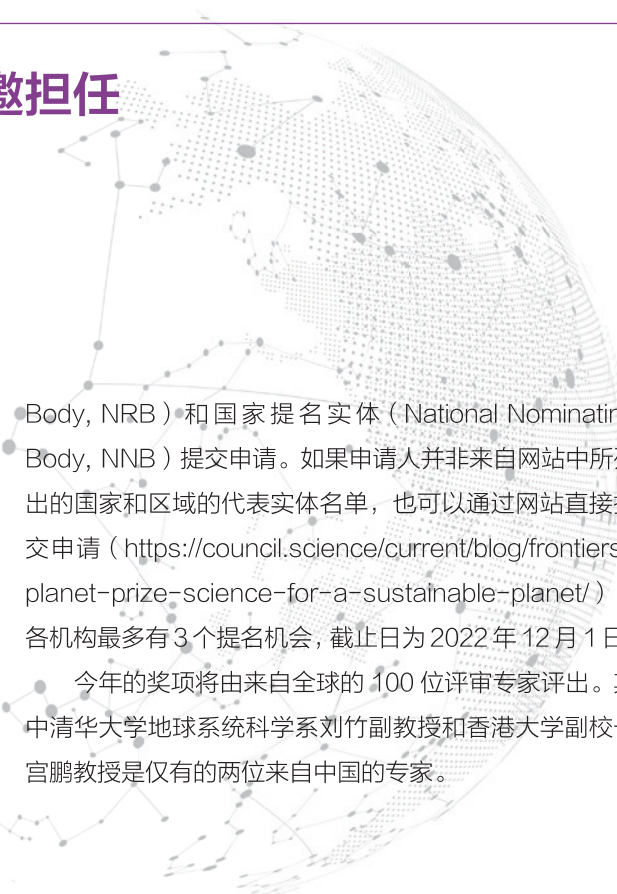 邀担任
Body, NRB）和国家提名实体（National Nominatin
Body, NNB）提交申请。如果申请人并非来自网站中所列
出的国家和区域的代表实体名单，也可以通过网站直接提
交申请（https://council.science/current/blog/frontiers
planet-prize-science-for-a-sustainable-planet/）
各机构最多有3个提名机会，截止日为2022年12月1日
今年的奖项将由来自全球的 100 位评审专家评出。其
中清华大学地球系统科学系刘竹副教授和香港大学副校长
宫鹏教授是仅有的两位来自中国的专家。